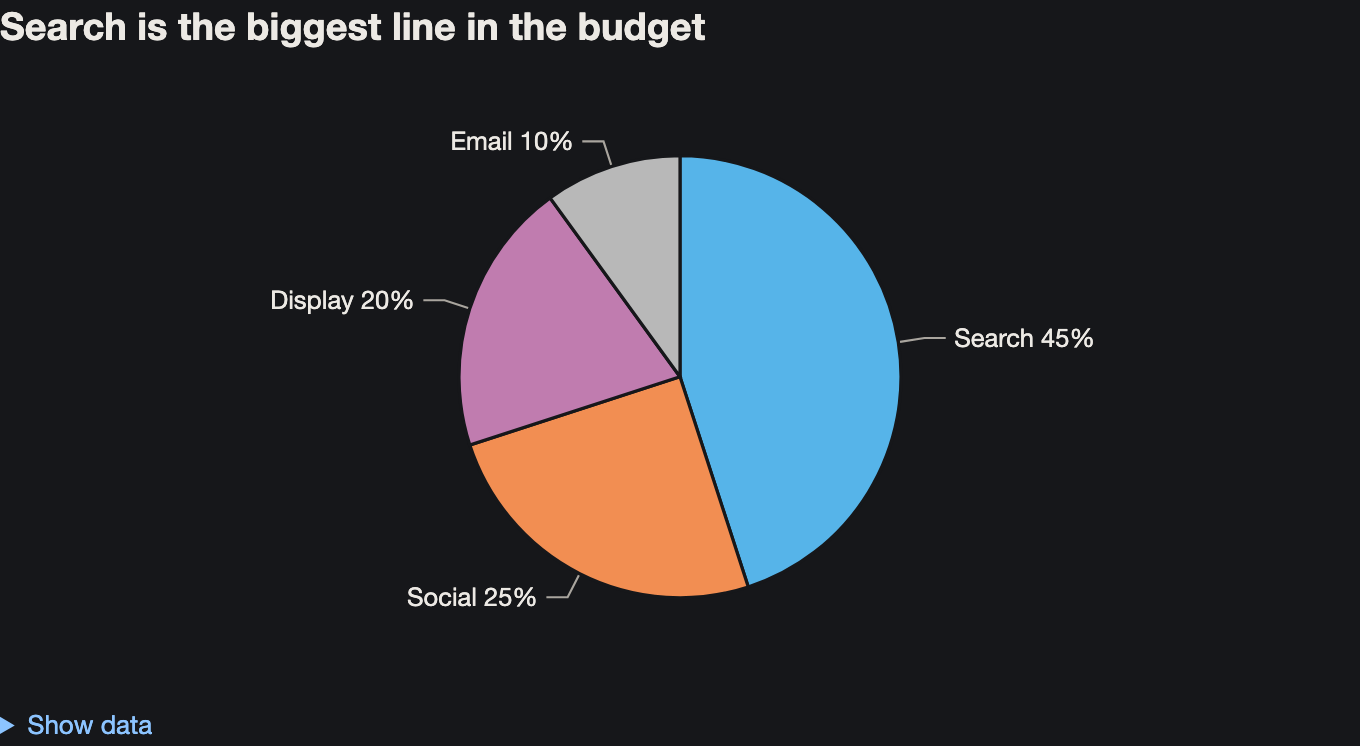 Search is the biggest line in the budget
Email 10%
Display 20%
Search 45%
Social 25%
Show data